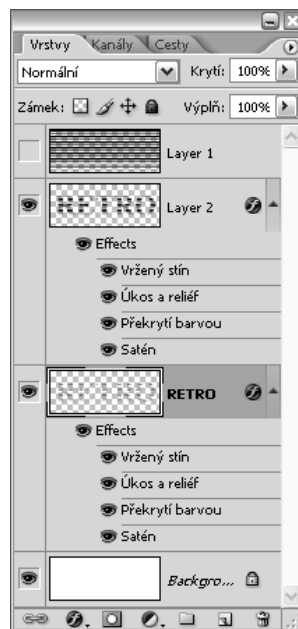 Vrstvy Kanály Cesty
Normální Krytí: 100%
Zámek: Výplň: 100%
Layer 1
RETRO Layer 2
Effects
Vržený stín
Úkos a reliéf
Překrytí barvou
Satén
RETRO RETRO
Effects
Vržený stín
Úkos a reliéf
Překrytí barvou
Satén
Backgro...